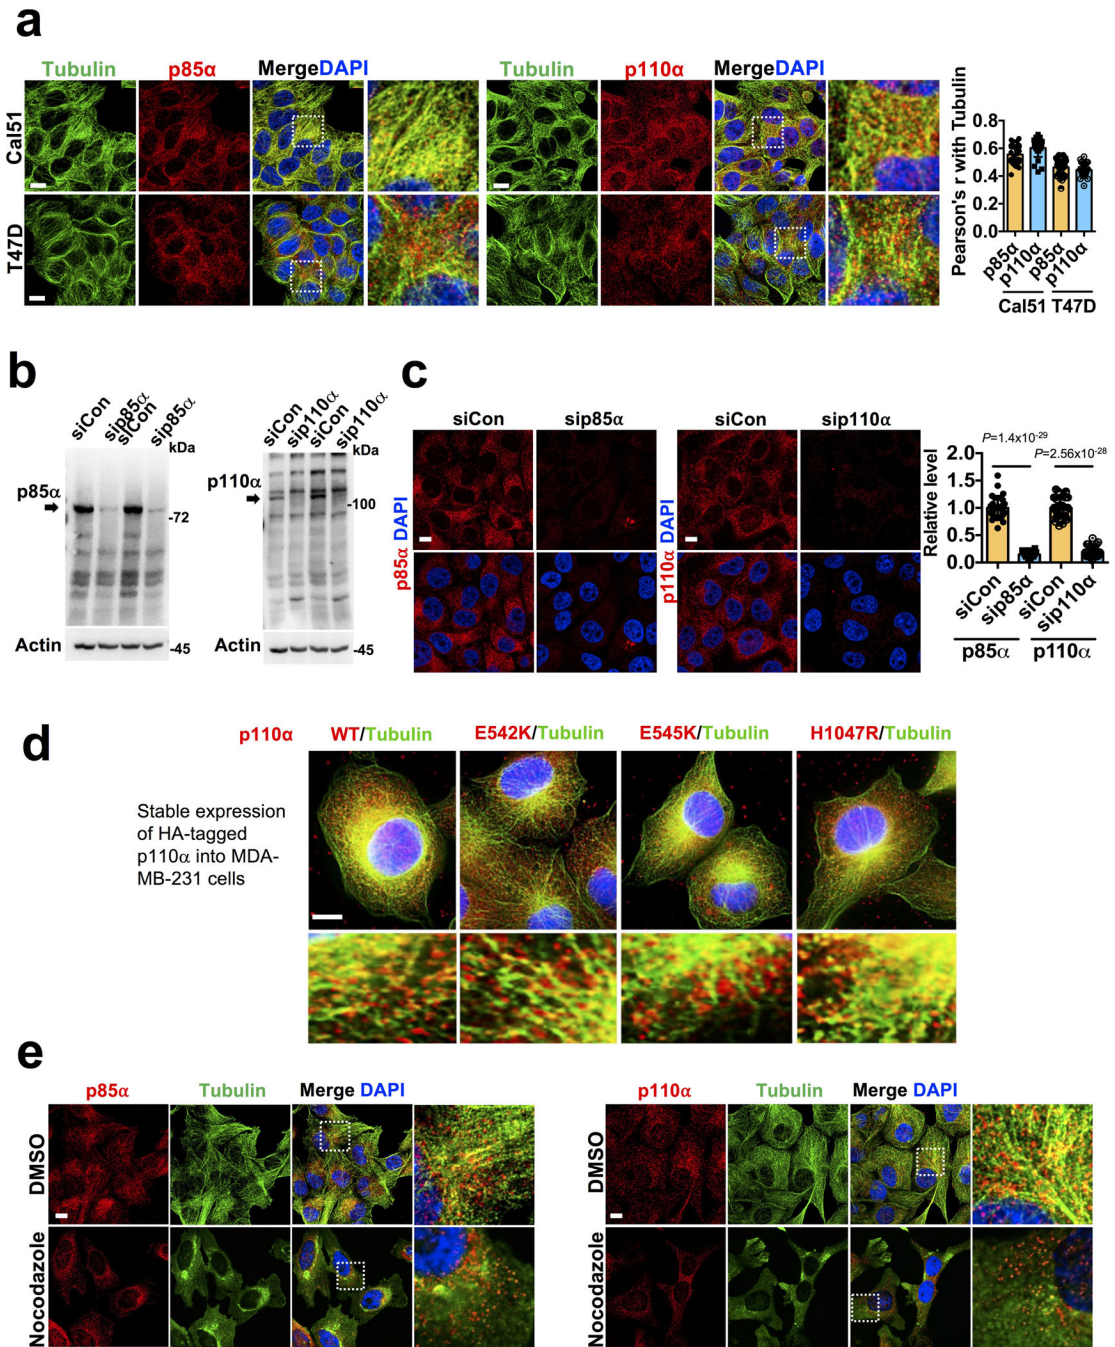 a
Tubulin p85α MergeDAPI Tubulin p110α MergeDAPI
Cal51
T47D
Pearson's r with Tubulin
0.8
0.6
0.4
0.2
0.0
p85α
p110α
p85α
p110α
Cal51 T47D
b
siCon
sip85α
siCon
sip85α
kDa
p85α
-72
Actin
-45
siCon
sip110α
siCon
sip110α
kDa
p110α
-100
Actin
-45
c
siCon sip85α siCon sip110α
p85α DAPI
p110α DAPI
P=1.4x10-29
P=2.56x10-28
Relative level
2.0
1.5
1.0
0.5
0.0
siCon
sip85α
siCon
sip110α
p85α p110α
d
p110α WT/Tubulin E542K/Tubulin E545K/Tubulin H1047R/Tubulin
Stable expression
of HA-tagged
p110α into MDA-
MB-231 cells
e
p85α Tubulin Merge DAPI
DMSO
Nocodazole
p110α Tubulin Merge DAPI
DMSO
Nocodazole